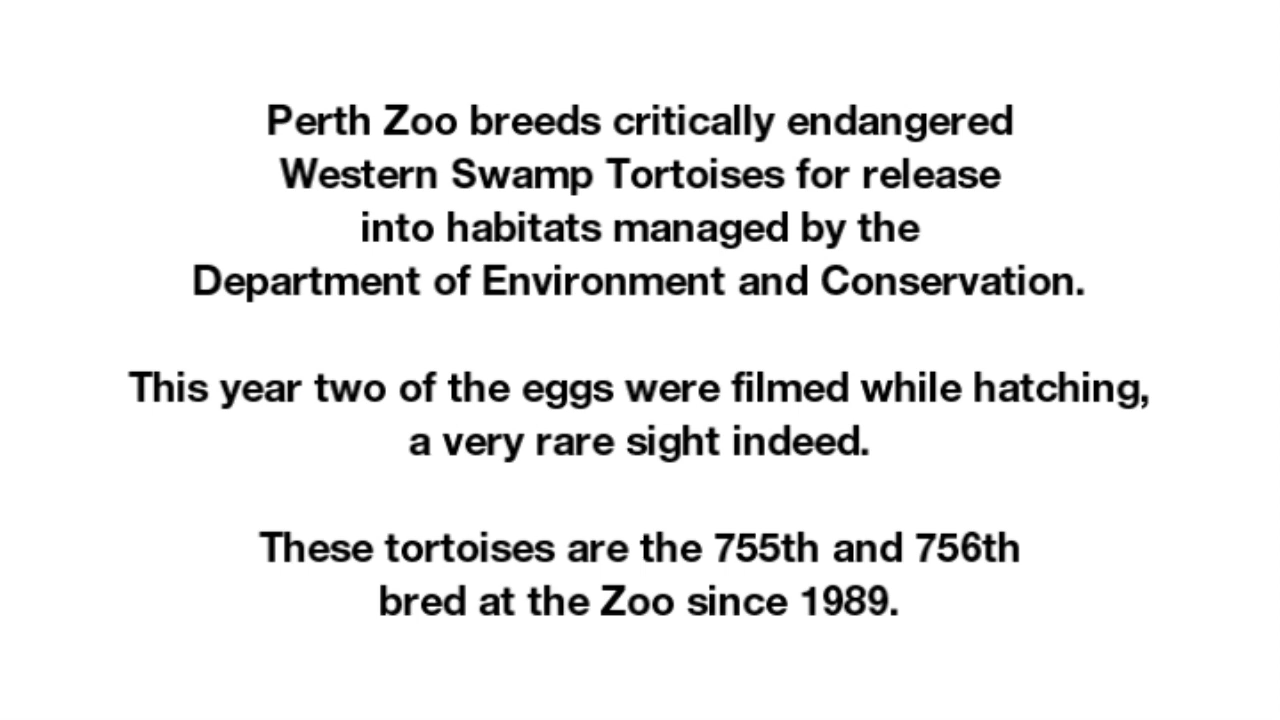 Perth Zoo breeds critically endangered
Western Swamp Tortoises for release
into habitats managed by the
Department of Environment and Conservation.
This year two of the eggs were filmed while hatching,
a very rare sight indeed.
These tortoises are the 755th and 756th
bred at the Zoo since 1989.